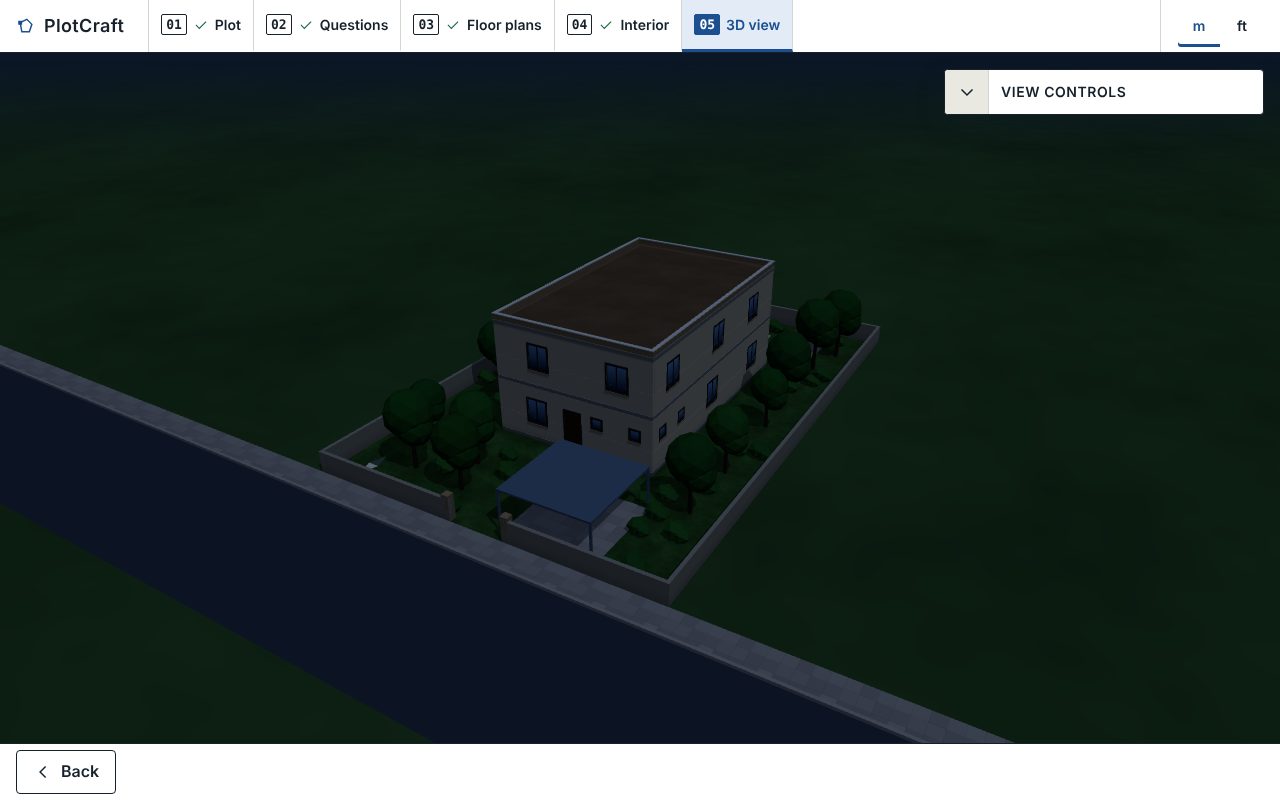 PlotCraft
01 Plot
02 Questions
03 Floor plans
04 Interior
05 3D view
m
ft
VIEW CONTROLS
Back